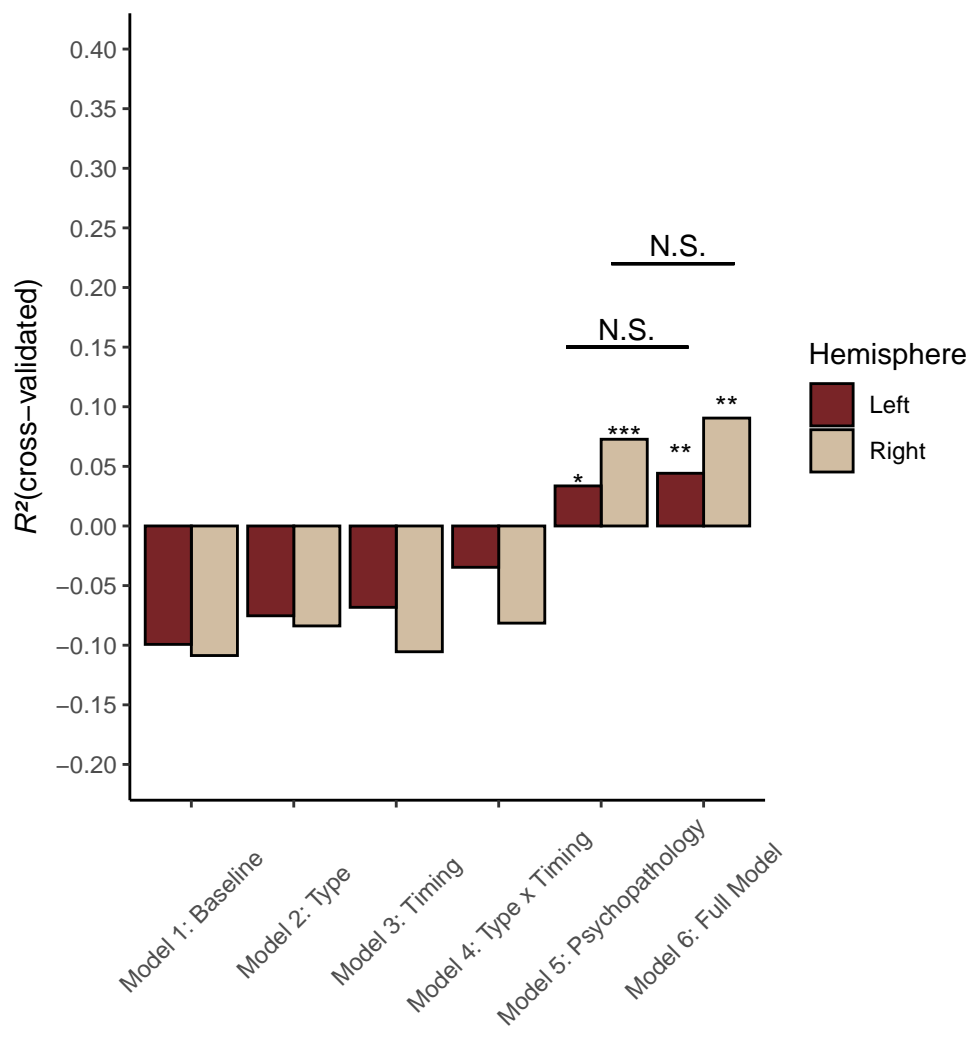 0.40
0.35
0.30
0.25
0.20
0.15
0.10
0.05
0.00
−0.05
−0.10
−0.15
−0.20
R²(cross−validated)
N.S.
N.S.
*
***
**
**
Model 1: Baseline
Model 2: Type
Model 3: Timing
Model 4: Type x Timing
Model 5: Psychopathology
Model 6: Full Model
Hemisphere
Left
Right